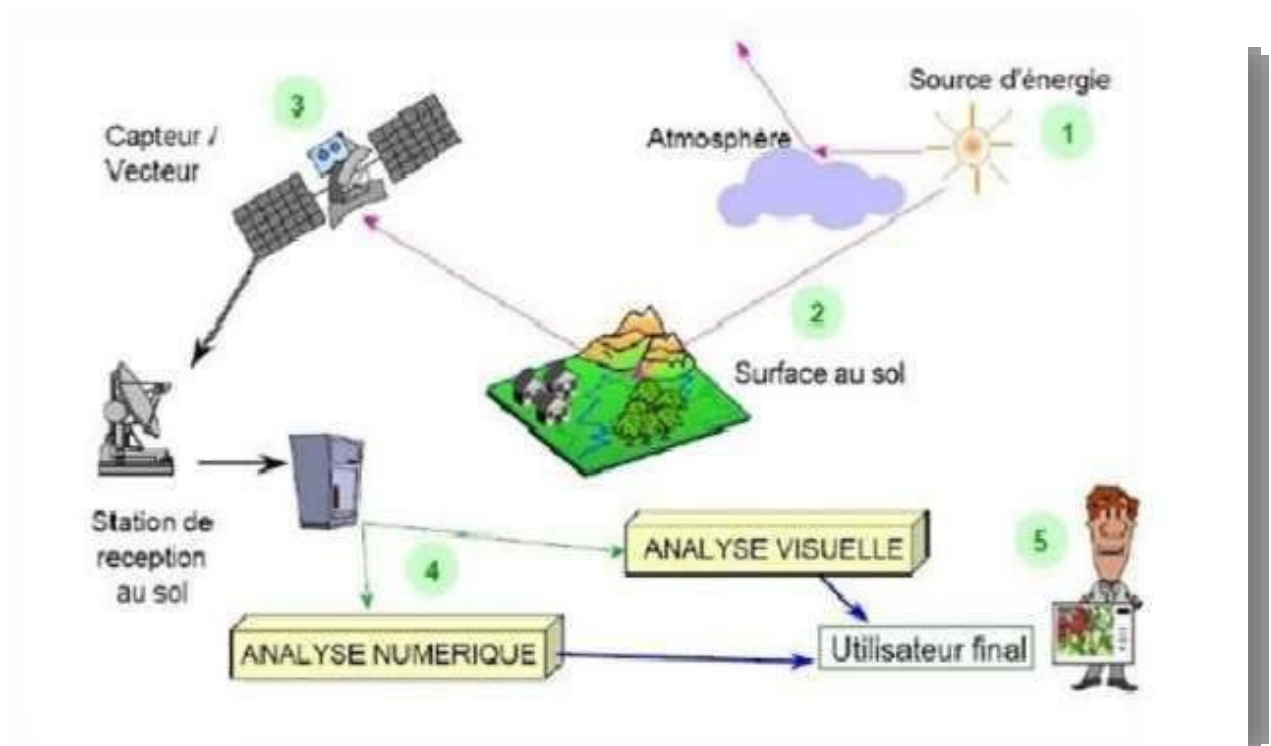 Source d'énergie
1
Atmosphère
3
Capteur /
Vecteur
2
Surface au sol
Station de
reception
au sol
4
ANALYSE VISUELLE
5
ANALYSE NUMERIQUE
Utilisateur final